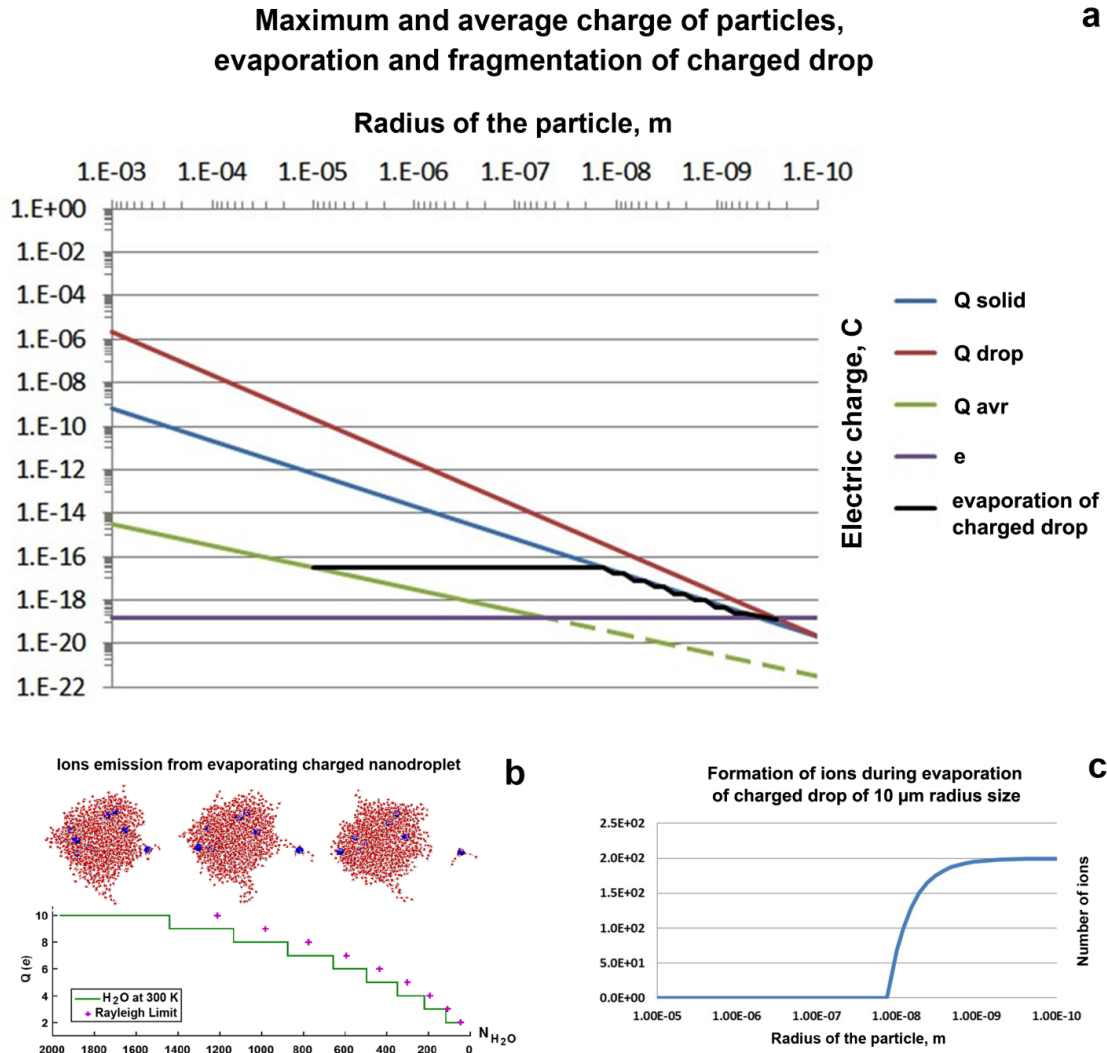 Maximum and average charge of particles,
evaporation and fragmentation of charged drop
a
Radius of the particle, m
1.E-03 1.E-04 1.E-05 1.E-06 1.E-07 1.E-08 1.E-09 1.E-10
1.E+00
1.E-02
1.E-04
1.E-06
1.E-08
1.E-10
1.E-12
1.E-14
1.E-16
1.E-18
1.E-20
1.E-22
Electric charge, C
Q solid
Q drop
Q avr
e
evaporation of
charged drop
Ions emission from evaporating charged nanodroplet
b
10
8
6
4
2
Q (e)
H2O at 300 K
Rayleigh Limit
2000 1800 1600 1400 1200 1000 800 600 400 200 0
NH2O
c
Formation of ions during evaporation
of charged drop of 10 µm radius size
2.5E+02
2.0E+02
1.5E+02
1.0E+02
5.0E+01
0.0E+00
Number of ions
1.00E-05 1.00E-06 1.00E-07 1.00E-08 1.00E-09 1.00E-10
Radius of the particle, m